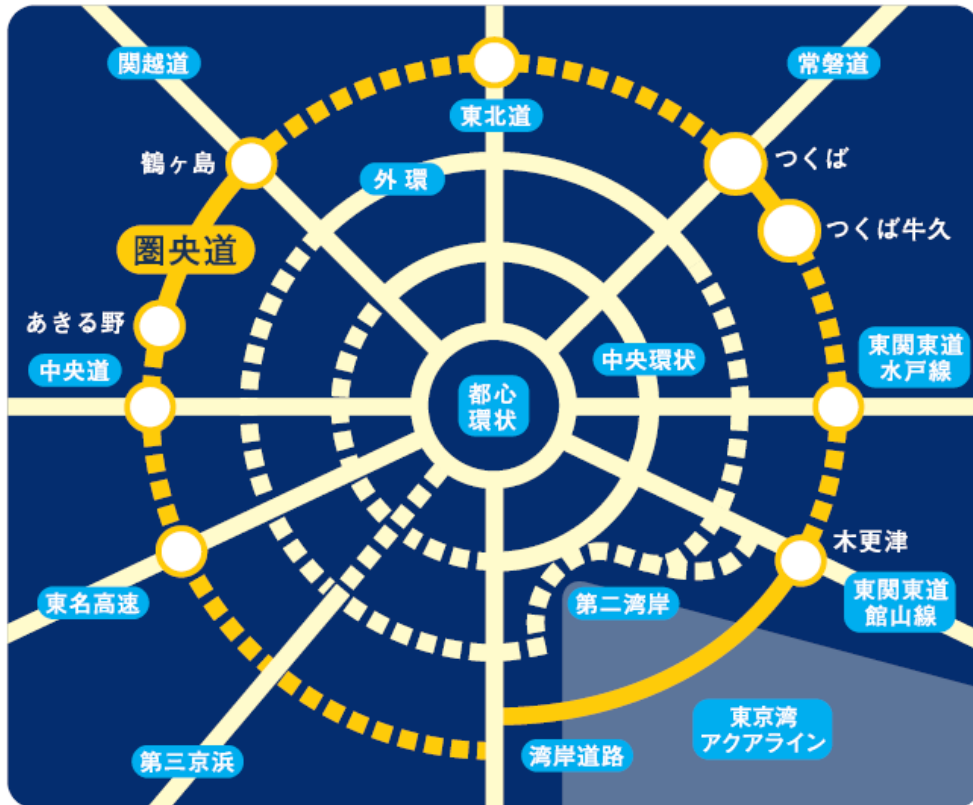 関越道
常磐道
東北道
鶴ヶ島
つくば
外環
圏央道
つくば牛久
あきる野
中央道
中央環状
東関東道
水戸線
都心
環状
木更津
東名高速
第二湾岸
東関東道
館山線
東京湾
アクアライン
第三京浜
湾岸道路